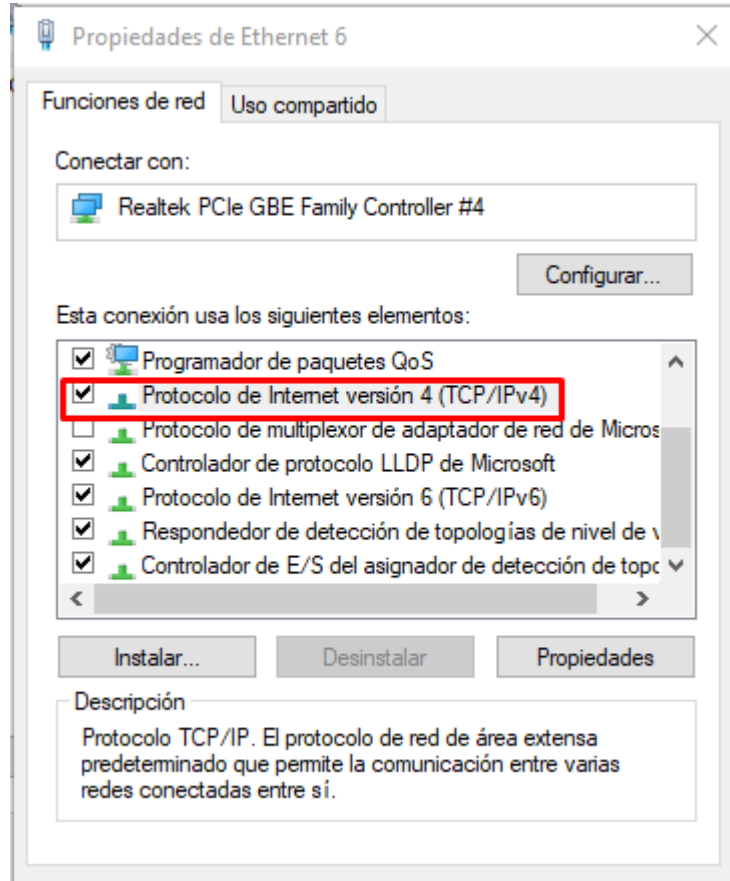 Propiedades de Ethernet 6
Funciones de red
Uso compartido
Conectar con:
Realtek PCIe GBE Family Controller #4
Configurar...
Esta conexión usa los siguientes elementos:
Programador de paquetes QoS
Protocolo de Internet versión 4 (TCP/IPv4)
Protocolo de multiplexor de adaptador de red de Micros
Controlador de protocolo LLDP de Microsoft
Protocolo de Internet versión 6 (TCP/IPv6)
Respondedor de detección de topologías de nivel de v
Controlador de E/S del asignador de detección de topo
Instalar...
Desinstalar
Propiedades
Descripción
Protocolo TCP/IP. El protocolo de red de área extensa
predeterminado que permite la comunicación entre varias
redes conectadas entre sí.